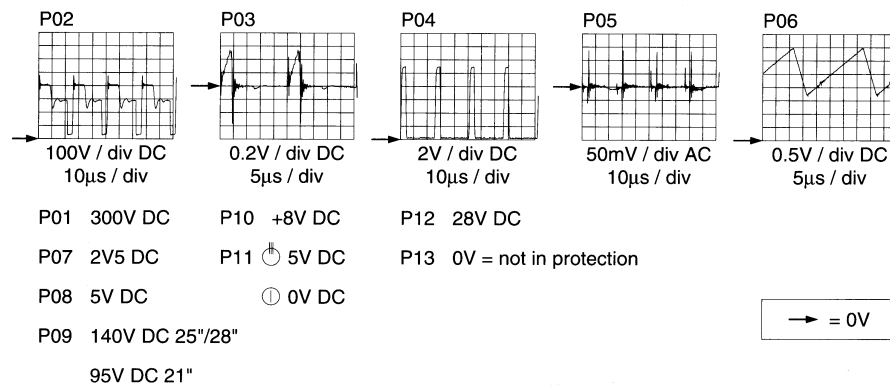 P02 P03 P04 P05 P06
100V / div DC 0.2V / div DC 2V / div DC 50mV / div AC 0.5V / div DC
10µs / div 5µs / div 10µs / div 10µs / div 5µs / div
P01 300V DC P10 +8V DC P12 28V DC
P07 2V5 DC P11 5V DC P13 0V = not in protection
P08 5V DC 0V DC
P09 140V DC 25"/28" = 0V
95V DC 21"